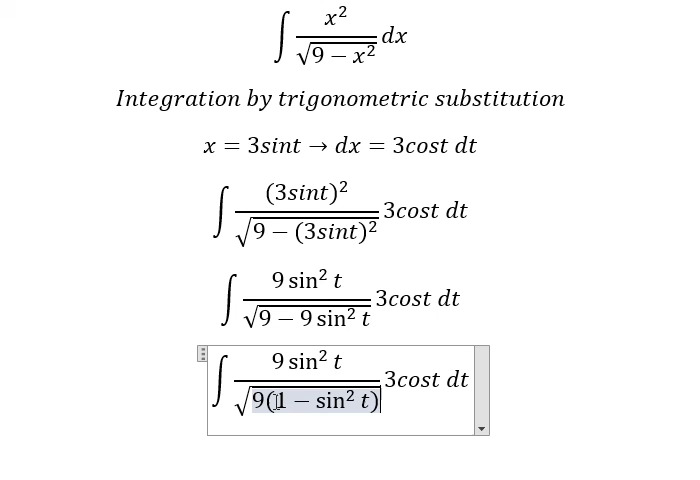 ∫ x² / √(9 − x²) dx
Integration by trigonometric substitution
x = 3sint → dx = 3cost dt
∫ (3sint)² / √(9 − (3sint)²) 3cost dt
∫ 9 sin² t / √(9 − 9 sin² t) 3cost dt
∫ 9 sin² t / √(9(1 − sin² t)) 3cost dt